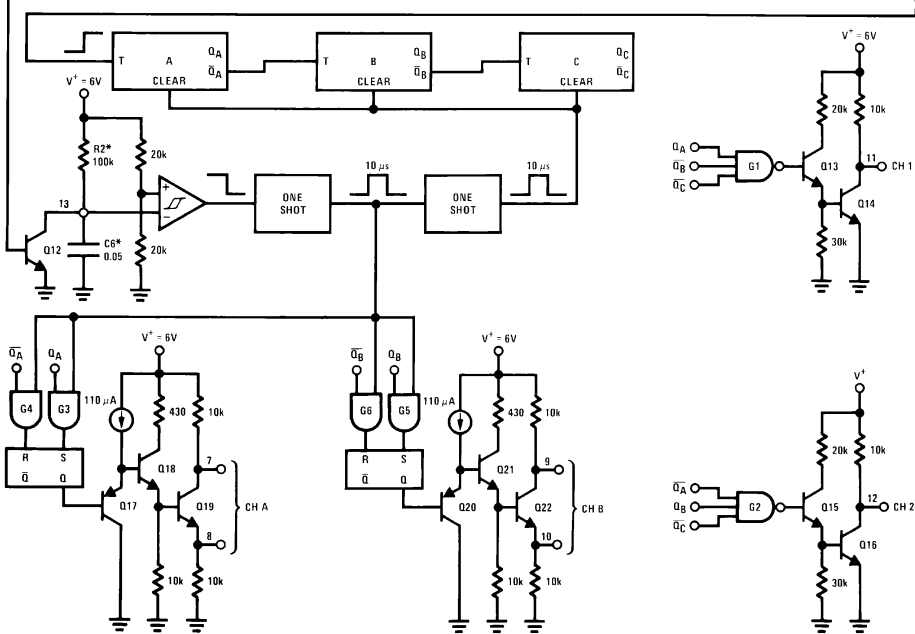 T A Q_A Q̅_A CLEAR
T B Q_B Q̅_B CLEAR
T C Q_C Q̅_C CLEAR
V⁺ = 6V
R2*
100k
20k
+
−
20k
13
C6*
0.05
Q12
ONE
SHOT
10 μs
ONE
SHOT
10 μs
V⁺ = 6V
20k
10k
Q_A
Q̅_B
Q̅_C
G1
Q13
11
CH 1
Q14
30k
Q̅_A
Q_A
G4
G3
R
S
Q̅
Q
V⁺ = 6V
110 μA
430
10k
Q17
Q18
7
Q19
CH A
8
10k
10k
Q̅_B
Q_B
G6
G5
R
S
Q̅
Q
V⁺ = 6V
110 μA
430
10k
Q20
Q21
9
Q22
CH B
10
10k
10k
V⁺
20k
10k
Q̅_A
Q_B
Q̅_C
G2
Q15
12
CH 2
Q16
30k